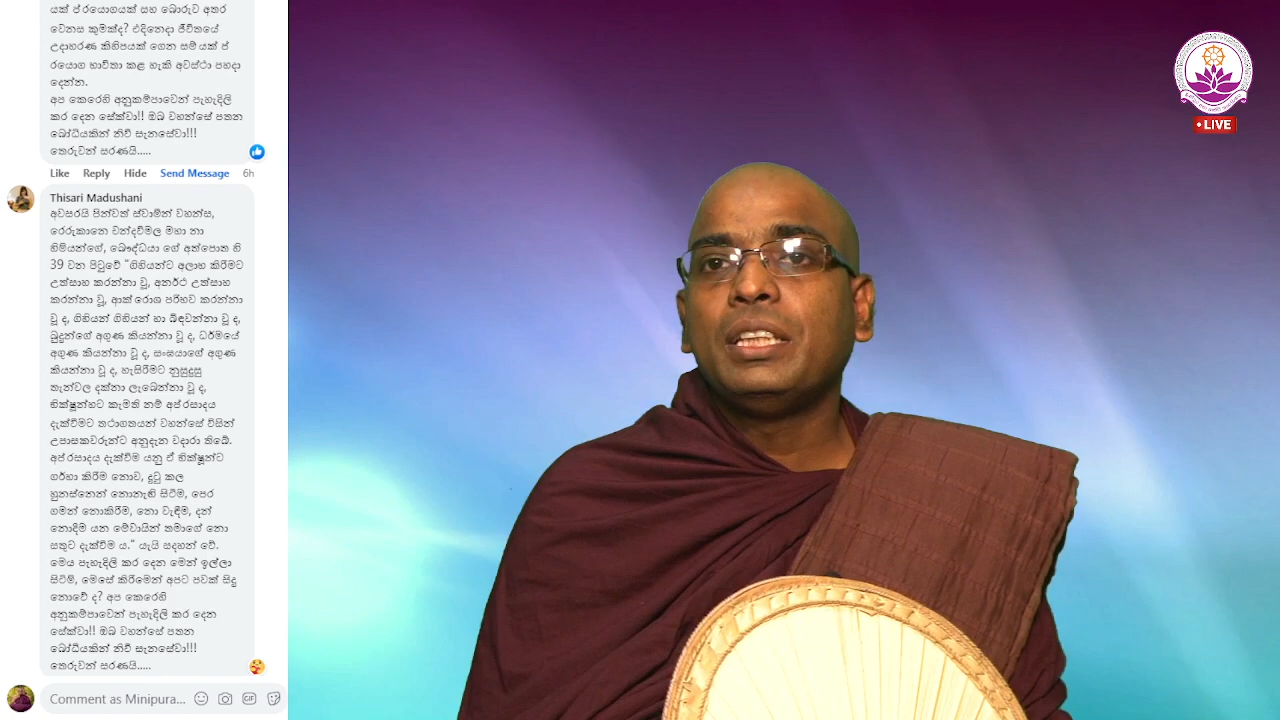 යක් ප්‍රයෝගයක් සහ බොරුව අතර
වෙනස කුමක්ද? එදිනෙදා ජීවිතයේ
උදාහරණ කිහිපයක් ගෙන සම්යක් ප්
රයෝග භාවිතා කළ හැකි අවස්ථා පහදා
දෙන්න.
අප කෙරෙහි අනුකම්පාවෙන් පැහැදිලි
කර දෙන සේක්වා!! ඔබ වහන්සේ පතන
බෝධියකින් නිවී සැනසේවා!!!
තෙරුවන් සරණයි.....
Like Reply Hide Send Message 6h
Thisari Madushani
අවසරයි පින්වත් ස්වාමින් වහන්ස,
රේරුකානෙ චන්දවිමල මහා නා
හිමියන්ගේ, බෞද්ධයා ගේ අත්පොත හි
39 වන පිටුවේ "ගිහියන්ට අලාභ කිරීමට
උත්සාහ කරන්නා වූ, අනර්ථ උත්සාහ
කරන්නා වූ, ආක්‍රොශ පරිභව කරන්නා
වූ ද, ගිහියන් ගිහියන් හා බිඳවන්නා වූ ද,
බුදුන්ගේ අගුණ කියන්නා වූ ද, ධර්මයේ
අගුණ කියන්නා වූ ද, සංඝයාගේ අගුණ
කියන්නා වූ ද, හැසිරීමට නුසුදුසු
තැන්වල දක්නා ලැබෙන්නා වූ ද,
භික්ෂූන්හට කැමති නම් අප්‍රසාදය
දැක්වීමට තථාගතයන් වහන්සේ විසින්
උපාසකවරුන්ට අනුදැන වදාරා තිබේ.
අප්‍රසාදය දැක්වීම යනු ඒ භික්ෂූන්ට
ගර්හා කිරීම නොව, දුටු කල
හුනස්නෙන් නොනැඟී සිටීම, පෙර
ගමන් නොකිරීම, නො වැඳීම, දන්
නොදීම යන මේවායින් තමාගේ නො
සතුට දැක්වීම ය." යැයි සදහන් වේ.
මෙය පැහැදිලි කර දෙන මෙන් ඉල්ලා
සිටිමි, මෙසේ කිරීමෙන් අපට පවක් සිදු
නොවේ ද? අප කෙරෙහි
අනුකම්පාවෙන් පැහැදිලි කර දෙන
සේක්වා!! ඔබ වහන්සේ පතන
බෝධියකින් නිවී සැනසේවා!!!
තෙරුවන් සරණයි.....
Comment as Minipura... GIF
LIVE